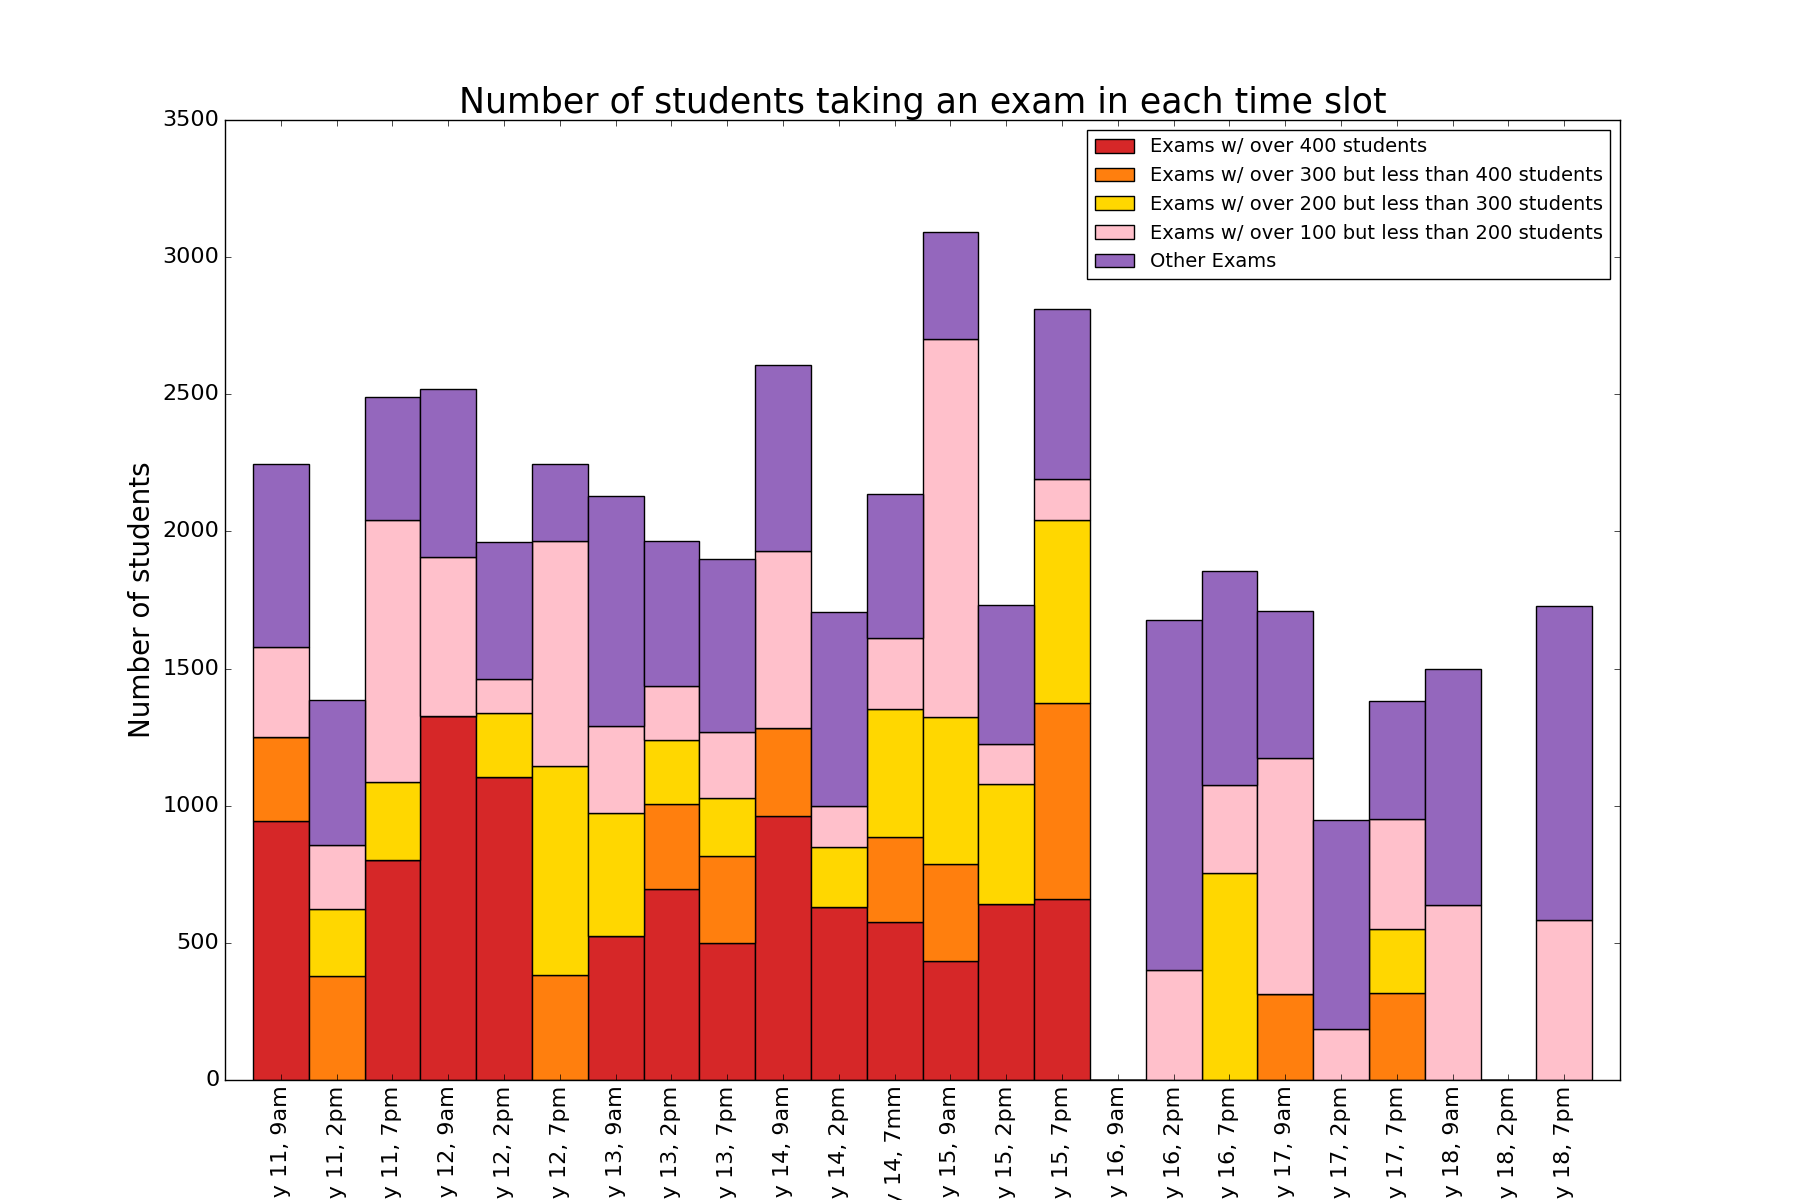 Number of students taking an exam in each time slot
Exams w/ over 400 students
Exams w/ over 300 but less than 400 students
Exams w/ over 200 but less than 300 students
Exams w/ over 100 but less than 200 students
Other Exams
Number of students
3500
3000
2500
2000
1500
1000
500
0
y 11, 9am
y 11, 2pm
y 11, 7pm
y 12, 9am
y 12, 2pm
y 12, 7pm
y 13, 9am
y 13, 2pm
y 13, 7pm
y 14, 9am
y 14, 2pm
y 14, 7mm
y 15, 9am
y 15, 2pm
y 15, 7pm
y 16, 9am
y 16, 2pm
y 16, 7pm
y 17, 9am
y 17, 2pm
y 17, 7pm
y 18, 9am
y 18, 2pm
y 18, 7pm